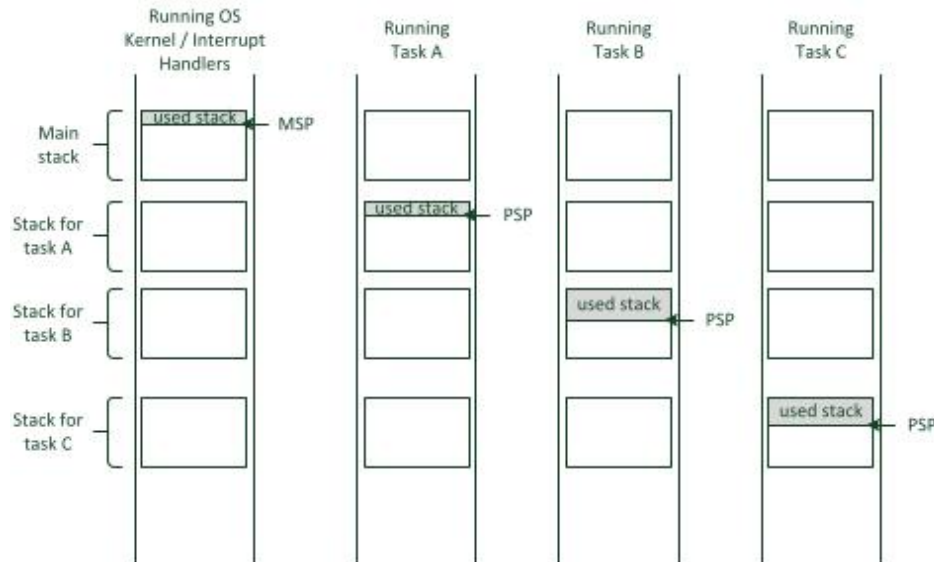 Running OS
Kernel / Interrupt
Handlers
Running
Task A
Running
Task B
Running
Task C
Main
stack
used stack
MSP
Stack for
task A
used stack
PSP
Stack for
task B
used stack
PSP
Stack for
task C
used stack
PSP